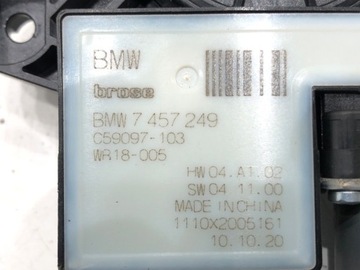 BMW
brose
BMW 7 457 249
C59097-103
WR18-005
HW 04.A1.02
SW 04 11.00
MADE IN CHINA
1110X2005161
10.10.20